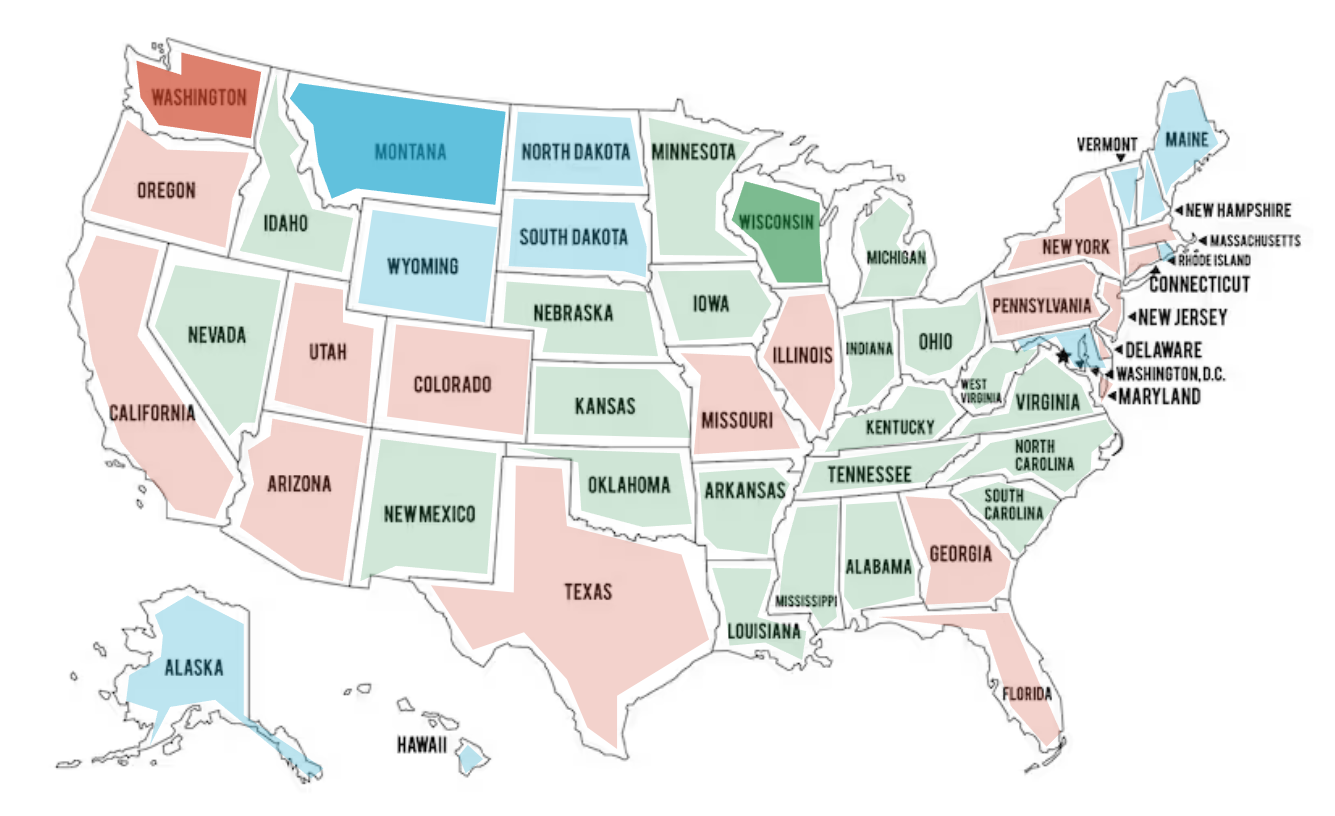 WASHINGTON
MONTANA
NORTH DAKOTA
MINNESOTA
VERMONT
MAINE
OREGON
IDAHO
WISCONSIN
NEW HAMPSHIRE
SOUTH DAKOTA
MASSACHUSETTS
NEW YORK
MICHIGAN
RHODE ISLAND
WYOMING
CONNECTICUT
NEBRASKA
IOWA
PENNSYLVANIA
NEW JERSEY
NEVADA
UTAH
ILLINOIS
INDIANA
OHIO
DELAWARE
COLORADO
WASHINGTON, D.C.
WEST
VIRGINIA
MARYLAND
CALIFORNIA
KANSAS
MISSOURI
KENTUCKY
VIRGINIA
NORTH
CAROLINA
ARIZONA
OKLAHOMA
ARKANSAS
TENNESSEE
SOUTH
CAROLINA
NEW MEXICO
GEORGIA
ALABAMA
TEXAS
MISSISSIPPI
LOUISIANA
ALASKA
FLORIDA
HAWAII